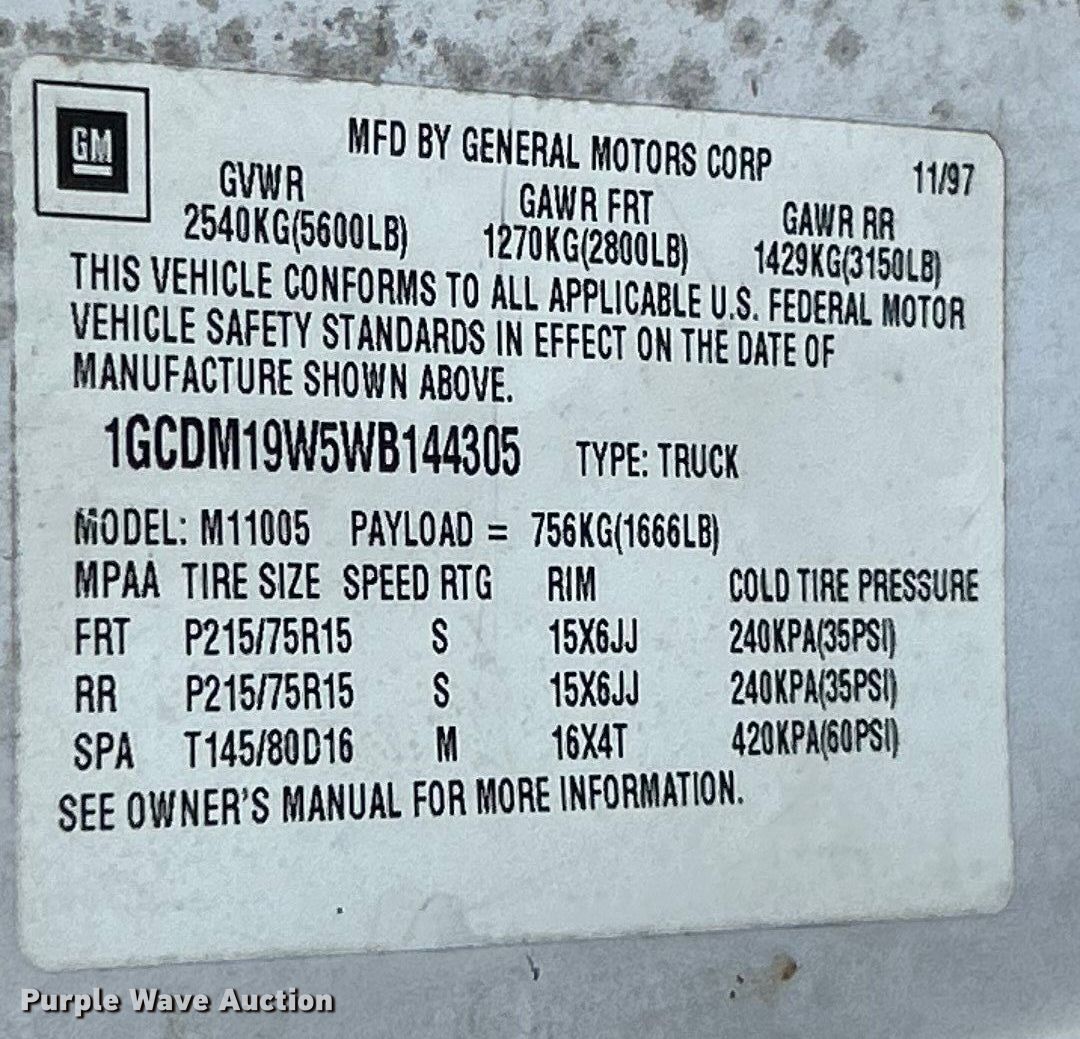 GM
MFD BY GENERAL MOTORS CORP 11/97
GVWR GAWR FRT GAWR RR
2540KG(5600LB) 1270KG(2800LB) 1429KG(3150LB)
THIS VEHICLE CONFORMS TO ALL APPLICABLE U.S. FEDERAL MOTOR
VEHICLE SAFETY STANDARDS IN EFFECT ON THE DATE OF
MANUFACTURE SHOWN ABOVE.
1GCDM19W5WB144305 TYPE: TRUCK
MODEL: M11005 PAYLOAD = 756KG(1666LB)
MPAA TIRE SIZE SPEED RTG RIM COLD TIRE PRESSURE
FRT P215/75R15 S 15X6JJ 240KPA(35PSI)
RR P215/75R15 S 15X6JJ 240KPA(35PSI)
SPA T145/80D16 M 16X4T 420KPA(60PSI)
SEE OWNER'S MANUAL FOR MORE INFORMATION.
Purple Wave Auction